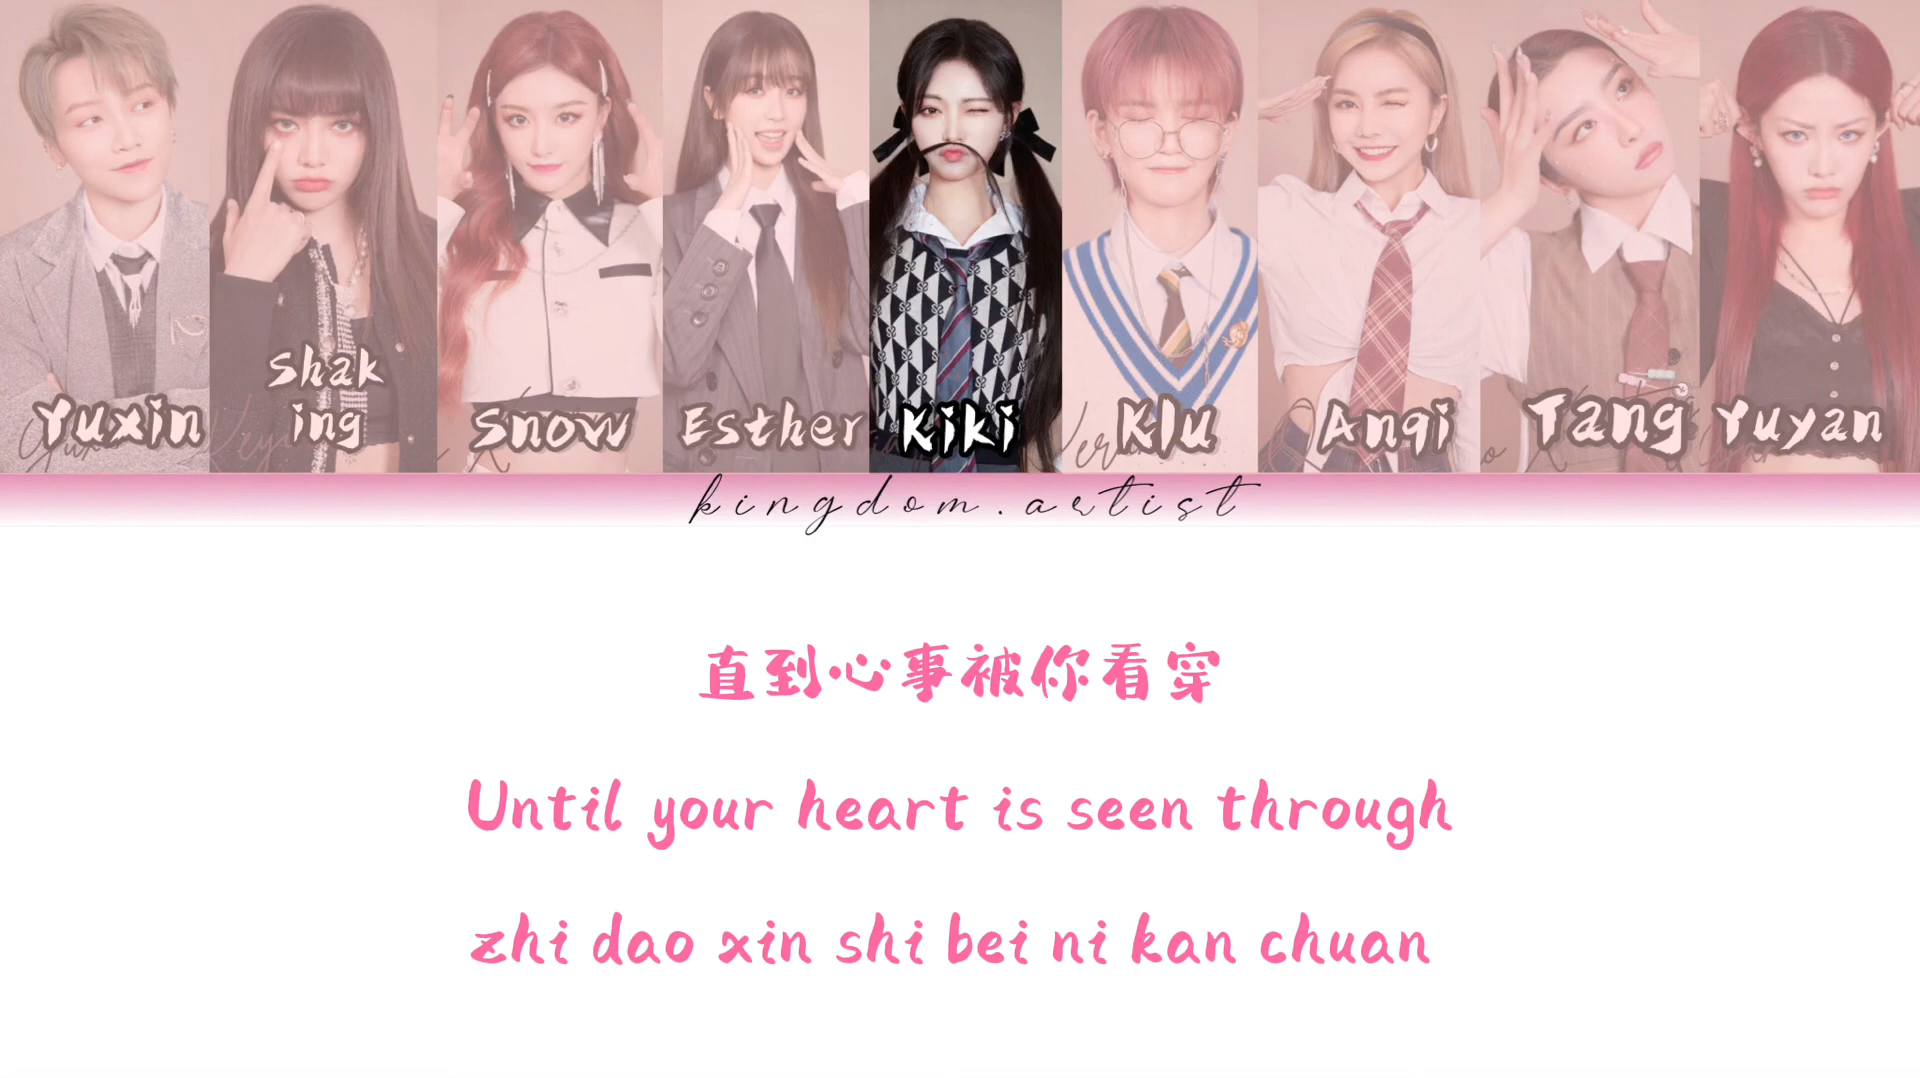 Yuxin
Shak
ing
Snow
Esther
Kiki
Klu
Anqi
Tang
Yuyan
kingdom.artist
直到心事被你看穿
Until your heart is seen through
zhi dao xin shi bei ni kan chuan